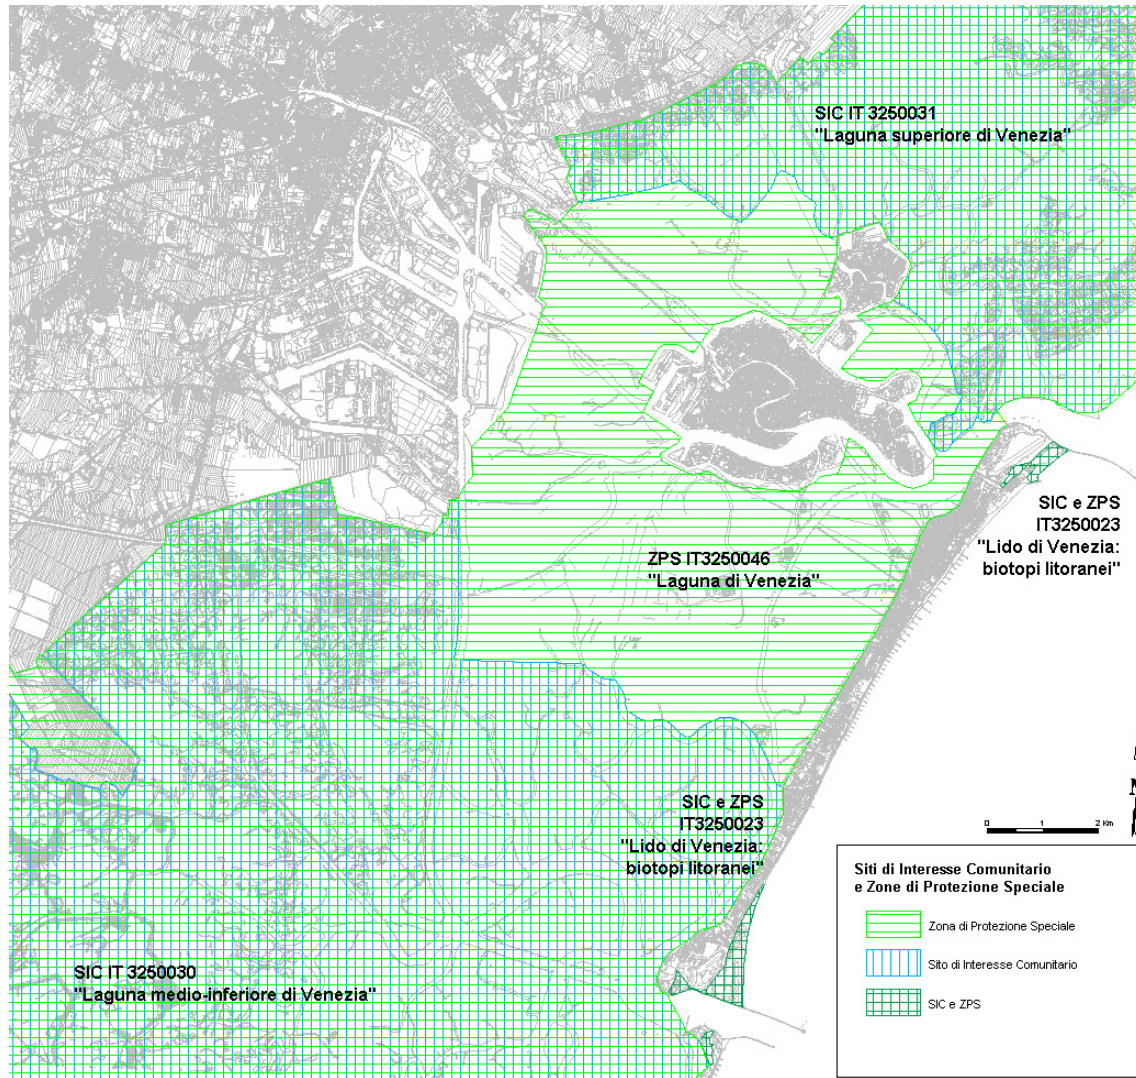 SIC IT 3250031
"Laguna superiore di Venezia"
SIC e ZPS
IT3250023
"Lido di Venezia:
biotopi litoranei"
ZPS IT3250046
"Laguna di Venezia"
SIC e ZPS
IT3250023
"Lido di Venezia:
biotopi litoranei"
SIC IT 3250030
"Laguna medio-inferiore di Venezia"
0 1 2 Km
Siti di Interesse Comunitario
e Zone di Protezione Speciale
Zona di Protezione Speciale
Sito di Interesse Comunitario
SIC e ZPS